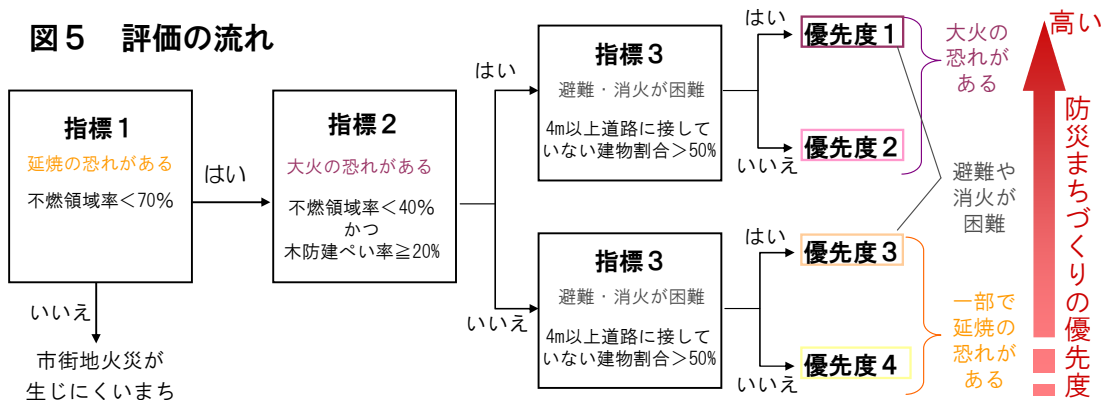 図５　評価の流れ
指標１
延焼の恐れがある
不燃領域率＜70％
はい
いいえ
市街地火災が
生じにくいまち
指標２
大火の恐れがある
不燃領域率＜40％
かつ
木防建ぺい率≧20％
はい
いいえ
指標３
避難・消火が困難
4m以上道路に接して
いない建物割合＞50％
はい
いいえ
優先度１
優先度２
指標３
避難・消火が困難
4m以上道路に接して
いない建物割合＞50％
はい
いいえ
優先度３
優先度４
大火の
恐れが
ある
避難や
消火が
困難
一部で
延焼の
恐れが
ある
高い
防災まちづくりの優先度